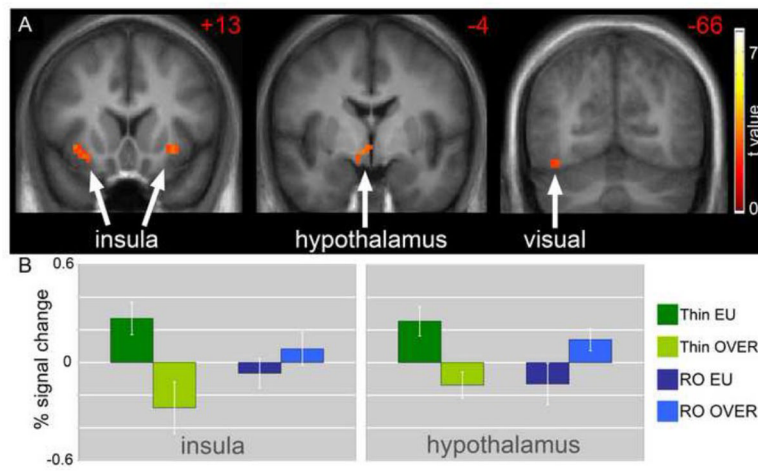 A
+13
-4
-66
7
t value
0
insula
hypothalamus
visual
B
0.6
0
-0.6
% signal change
insula
hypothalamus
Thin EU
Thin OVER
RO EU
RO OVER